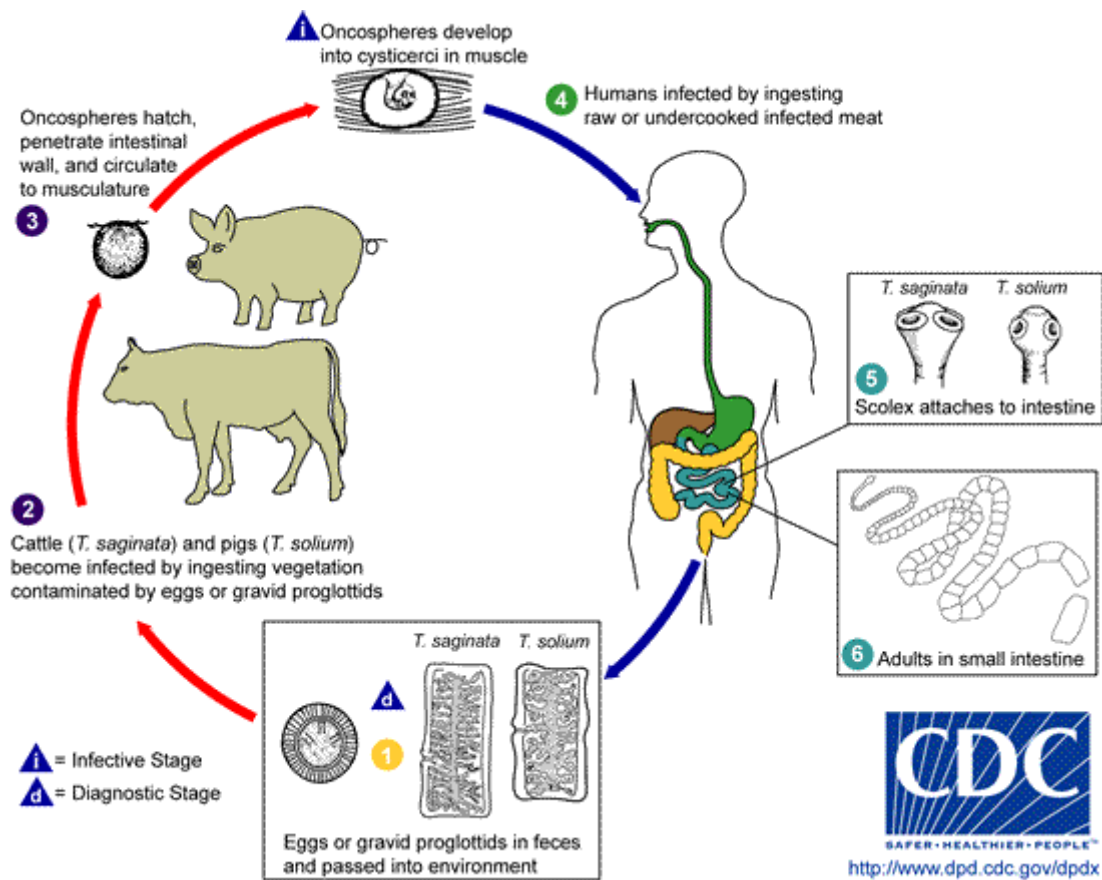 i Oncospheres develop
into cysticerci in muscle
4 Humans infected by ingesting
raw or undercooked infected meat
Oncospheres hatch,
penetrate intestinal
wall, and circulate
to musculature
3
T. saginata T. solium
5
Scolex attaches to intestine
6 Adults in small intestine
2
Cattle (T. saginata) and pigs (T. solium)
become infected by ingesting vegetation
contaminated by eggs or gravid proglottids
T. saginata T. solium
d
1
Eggs or gravid proglottids in feces
and passed into environment
i = Infective Stage
d = Diagnostic Stage
CDC
SAFER·HEALTHIER·PEOPLE™
http://www.dpd.cdc.gov/dpdx